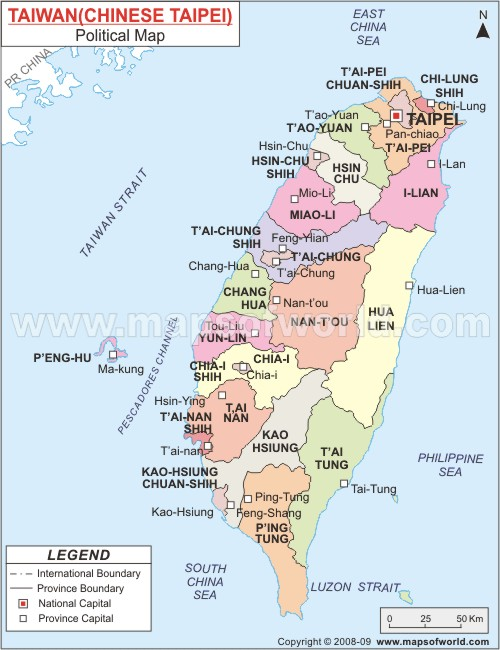 TAIWAN(CHINESE TAIPEI)
Political Map
EAST
CHINA
SEA
N
PR CHINA
T'AI-PEI
CHUAN-SHIH
CHI-LUNG
SHIH
Chi-Lung
TAIPEI
T'ao-Yuan
T'AO-YUAN
Pan-chiao
T'AI-PEI
I-Lan
I-LIAN
Hsin-Chu
HSIN-CHU
SHIH
HSIN
CHU
Mio-Li
MIAO-LI
TAIWAN STRAIT
T'AI-CHUNG
SHIH
Feng-Yiian
T'AI-CHUNG
T'ai-Chung
Chang-Hua
CHANG
HUA
Nan-t'ou
NAN-T'OU
Hua-Lien
HUA
LIEN
www.mapsofworld.com
Tou-Liu
YUN-LIN
P'ENG-HU
Ma-kung
PESCADORES CHANNEL
CHIA-I
CHIA-I
SHIH
Chia-i
Hsin-Ying
T,AI
NAN
T'AI-NAN
SHIH
T'ai-nan
KAO
HSIUNG
T'AI
TUNG
PHILIPPINE
SEA
KAO-HSIUNG
CHUAN-SHIH
Tai-Tung
Ping-Tung
Kao-Hsiung
Feng-Shang
P'ING
TUNG
LEGEND
International Boundary
Province Boundary
National Capital
Province Capital
SOUTH
CHINA
SEA
LUZON STRAIT
0 25 50 Km
Copyright © 2008-09 www.mapsofworld.com